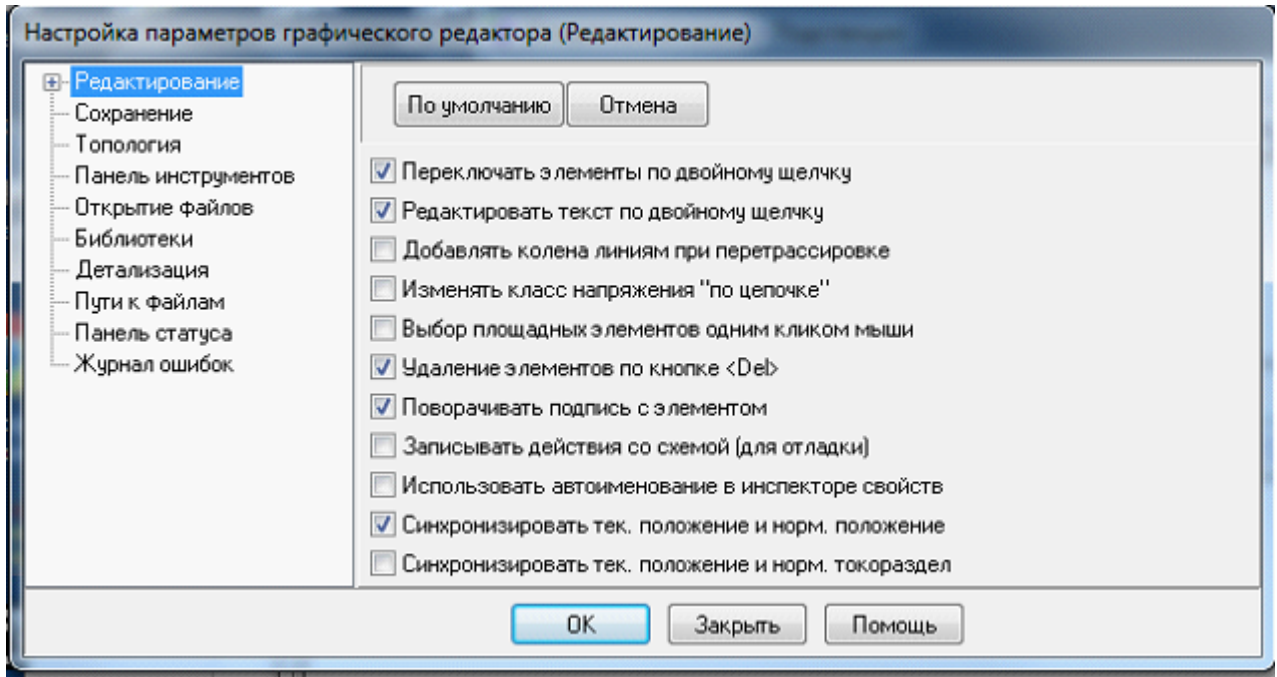 Настройка параметров графического редактора (Редактирование)
Редактирование
Сохранение
Топология
Панель инструментов
Открытие файлов
Библиотеки
Детализация
Пути к файлам
Панель статуса
Журнал ошибок
По умолчанию
Отмена
Переключать элементы по двойному щелчку
Редактировать текст по двойному щелчку
Добавлять колена линиям при перетрассировке
Изменять класс напряжения "по цепочке"
Выбор площадных элементов одним кликом мыши
Удаление элементов по кнопке <Del>
Поворачивать подпись с элементом
Записывать действия со схемой (для отладки)
Использовать автоименование в инспекторе свойств
Синхронизировать тек. положение и норм. положение
Синхронизировать тек. положение и норм. токораздел
OK
Закрыть
Помощь